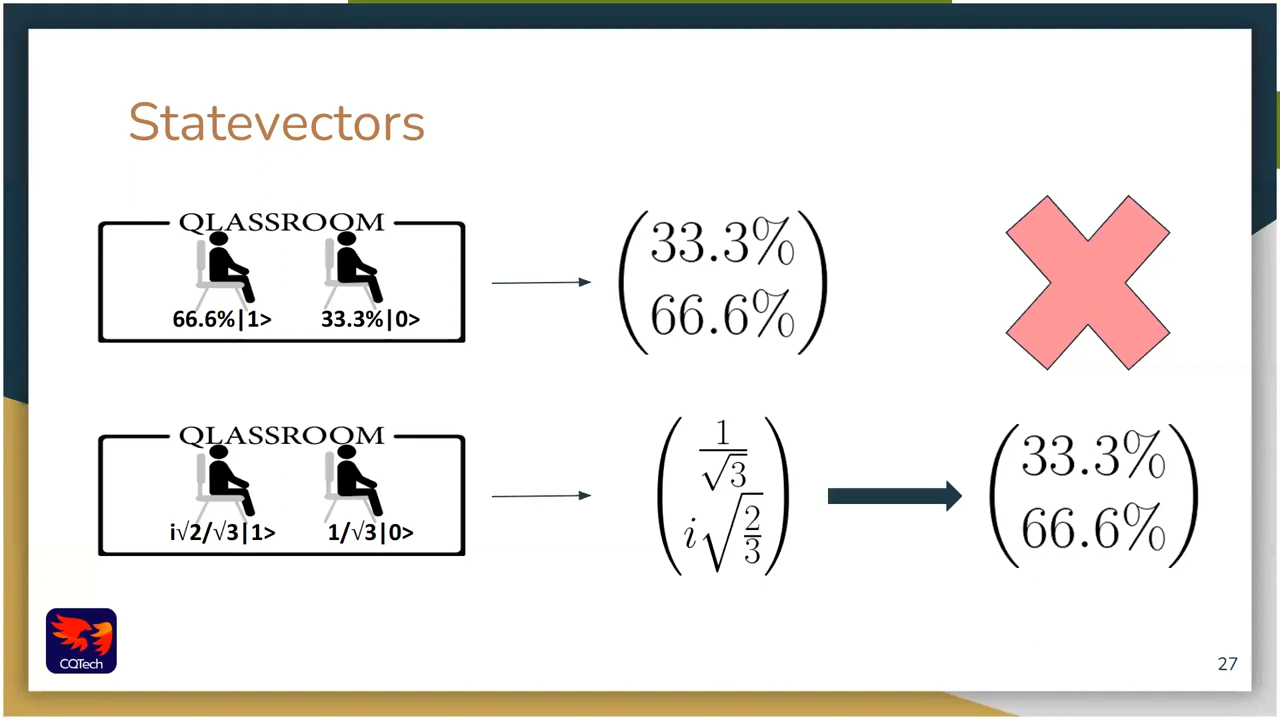 Statevectors
QLASSROOM
66.6%|1> 33.3%|0>
33.3%
66.6%
QLASSROOM
i√2/√3|1> 1/√3|0>
1/√3
i√(2/3)
33.3%
66.6%
CQTech
27